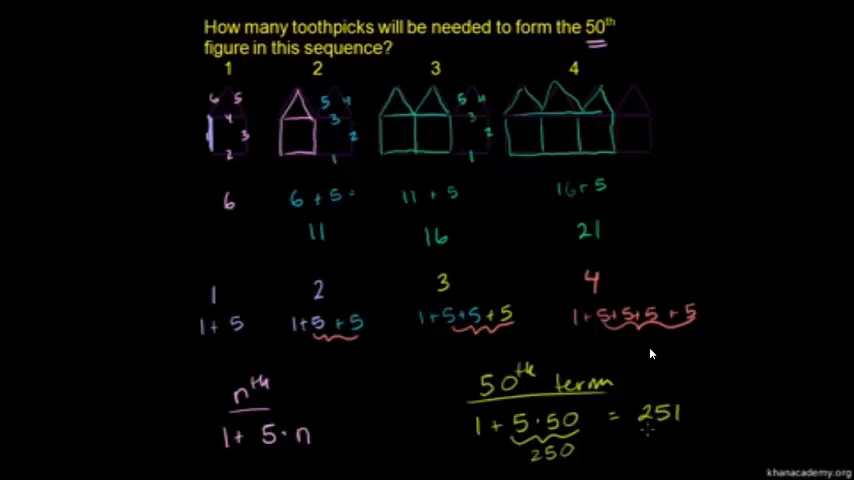 How many toothpicks will be needed to form the 50th
figure in this sequence?
1 2 3 4
6 5 5 4 5 4
4 3 3
3 2 2
2 1 1
6 6 + 5 = 11 + 5 16 + 5
11 16 21
1 2 3 4
1 + 5 1 + 5 + 5 1 + 5 + 5 + 5 1 + 5 + 5 + 5 + 5
nth 50th term
1 + 5 · n 1 + 5 · 50 = 251
250
khanacademy.org